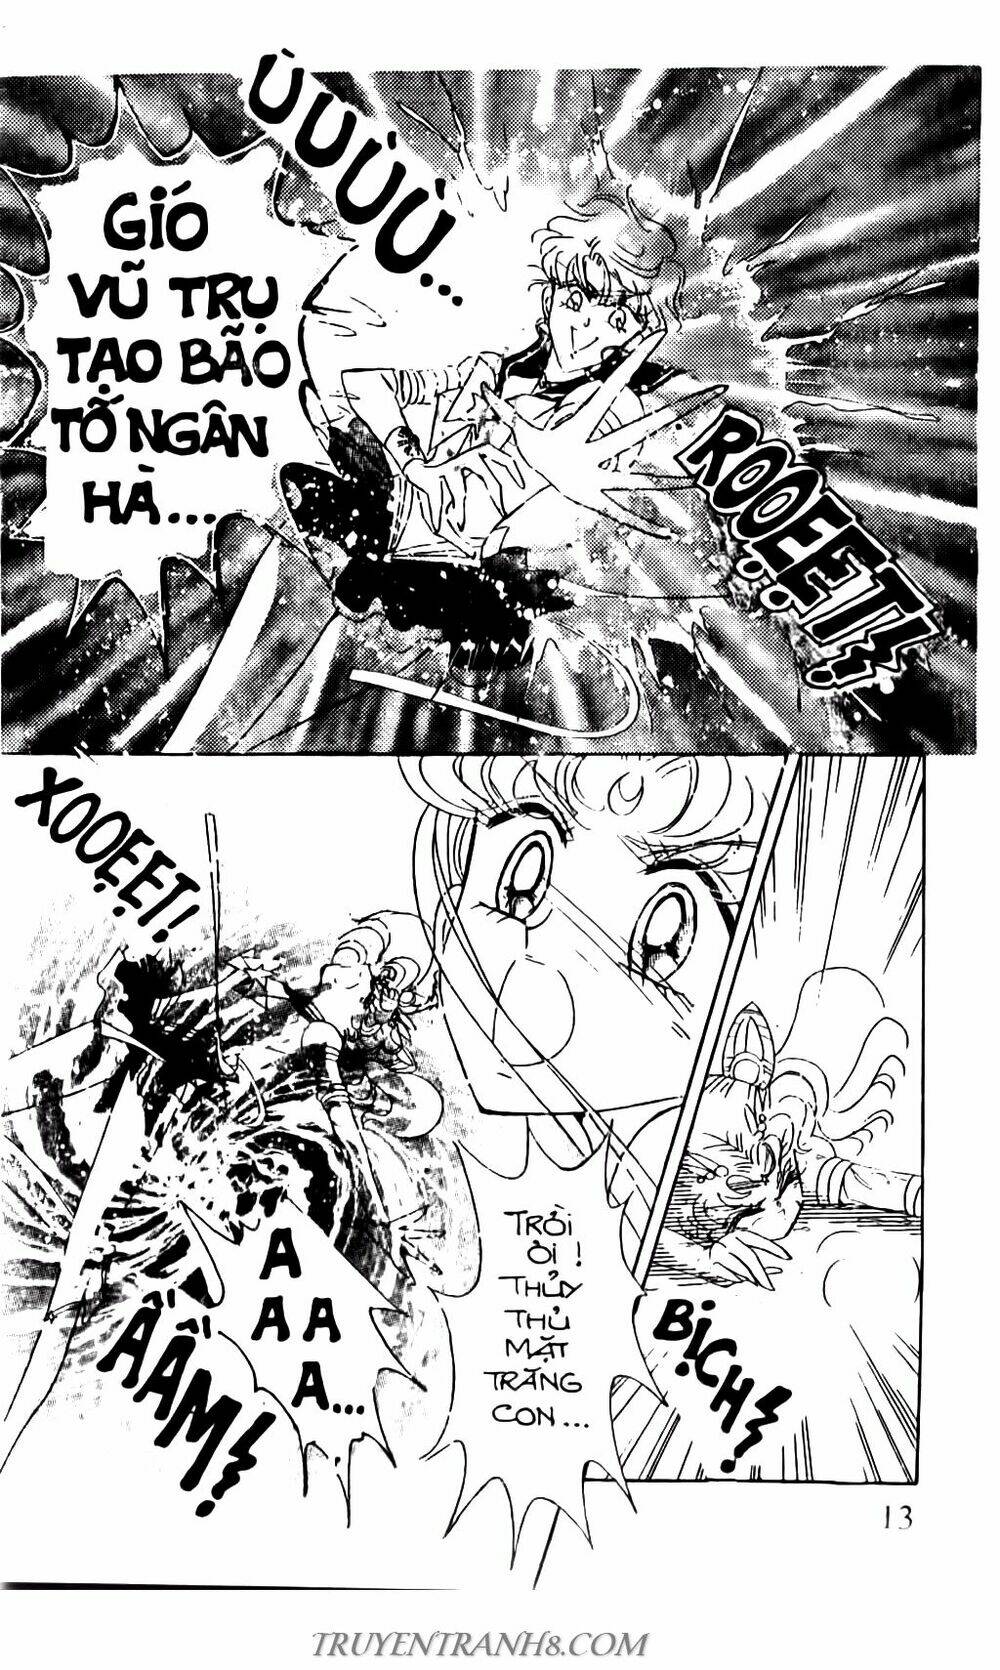 ÙUUÙÙ...
GIÓ
VŨ TRỤ
TẠO BÃO
TỐ NGÂN
HÀ...
ROOẸẸT!
XOOẸẸT!
TRỜI
ƠI!
THỦY
THỦ
MẶT
TRĂNG
CON...
BỊCH!
A
A A
A...
ẦẦM!
13
TRUYENTRANH8.COM